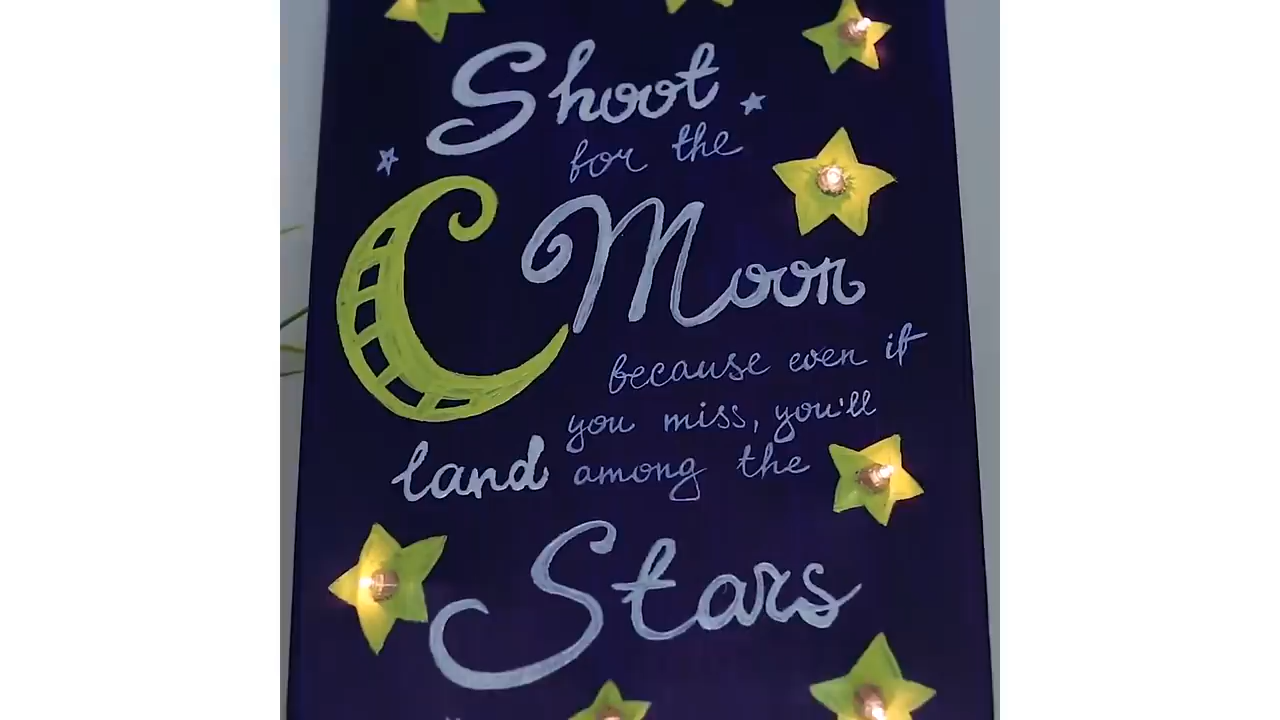 Shoot
for the
Moon
because even if
you miss, you'll
land among the
Stars